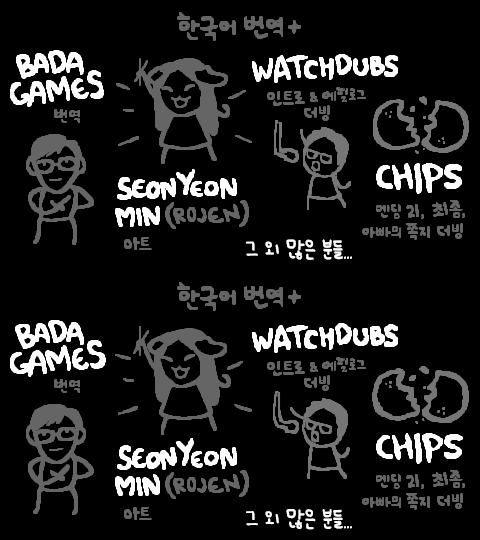 한국어 번역 +
BADA GAMES
번역
SEONYEON MIN (ROJEN)
아트
WATCHDUBS
인트로 & 에필로그 더빙
CHIPS
엔딩 리, 최종,
아빠의 쪽지 더빙
그 외 많은 분들...
한국어 번역 +
BADA GAMES
번역
SEONYEON MIN (ROJEN)
아트
WATCHDUBS
인트로 & 에필로그 더빙
CHIPS
엔딩 리, 최종,
아빠의 쪽지 더빙
그 외 많은 분들...